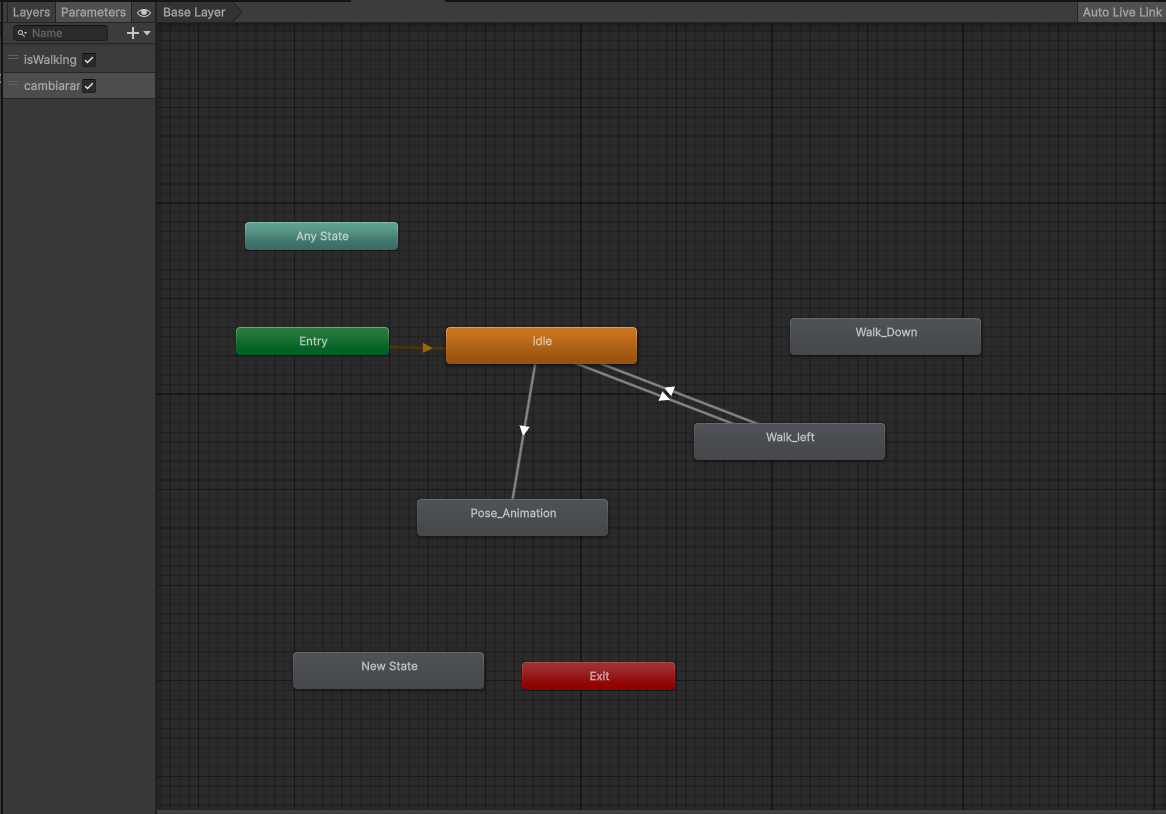 Layers Parameters Base Layer Auto Live Link
Name
isWalking
cambiarar
Any State
Entry
idle
Walk_Down
Walk_left
Pose_Animation
New State
Exit